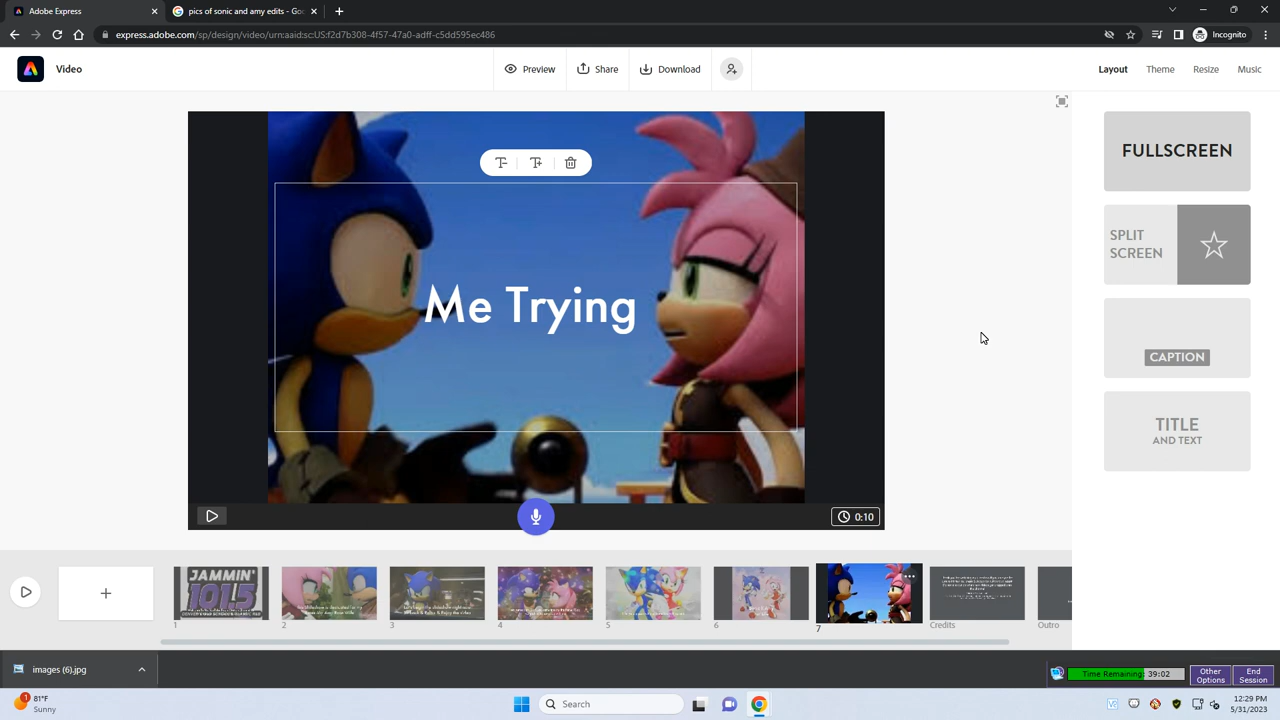 Adobe Express
pics of sonic and amy edits - Goo
express.adobe.com/sp/design/video/urn:aaid:sc:US:f2d7b308-4f57-47a0-adff-c5dd595ec486
Incognito
Video
Preview
Share
Download
Layout
Theme
Resize
Music
FULLSCREEN
SPLIT
SCREEN
CAPTION
TITLE
AND TEXT
Me Trying
0:10
JAMMIN'
101.5
1
2
3
4
5
6
7
Credits
Outro
images (6).jpg
Time Remaining: 39:02
Other
Options
End
Session
1
81°F
Sunny
Search
12:29 PM
5/31/2023